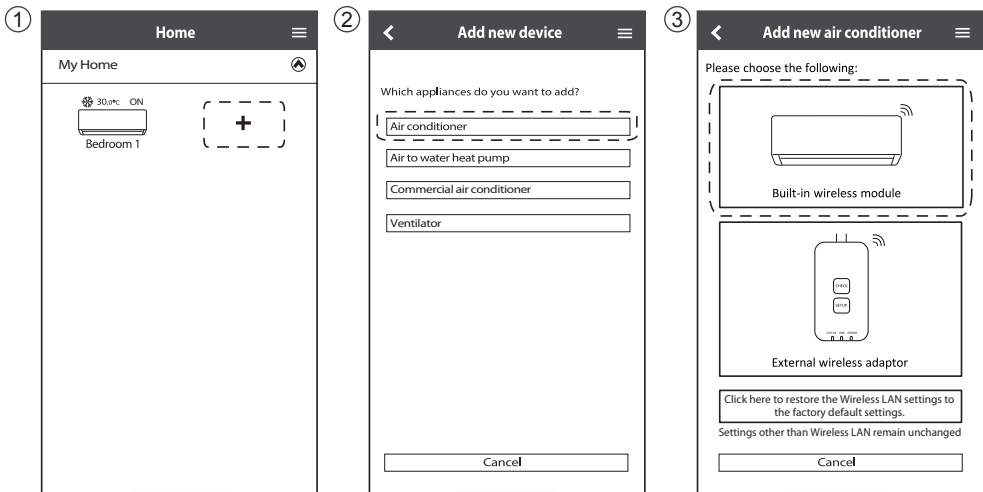 1
Home
My Home
30.0°C ON
+
Bedroom 1
2
Add new device
Which appliances do you want to add?
Air conditioner
Air to water heat pump
Commercial air conditioner
Ventilator
Cancel
3
Add new air conditioner
Please choose the following:
Built-in wireless module
CHECK
SETUP
STATUS LINK POWER
External wireless adaptor
Click here to restore the Wireless LAN settings to
the factory default settings.
Settings other than Wireless LAN remain unchanged
Cancel